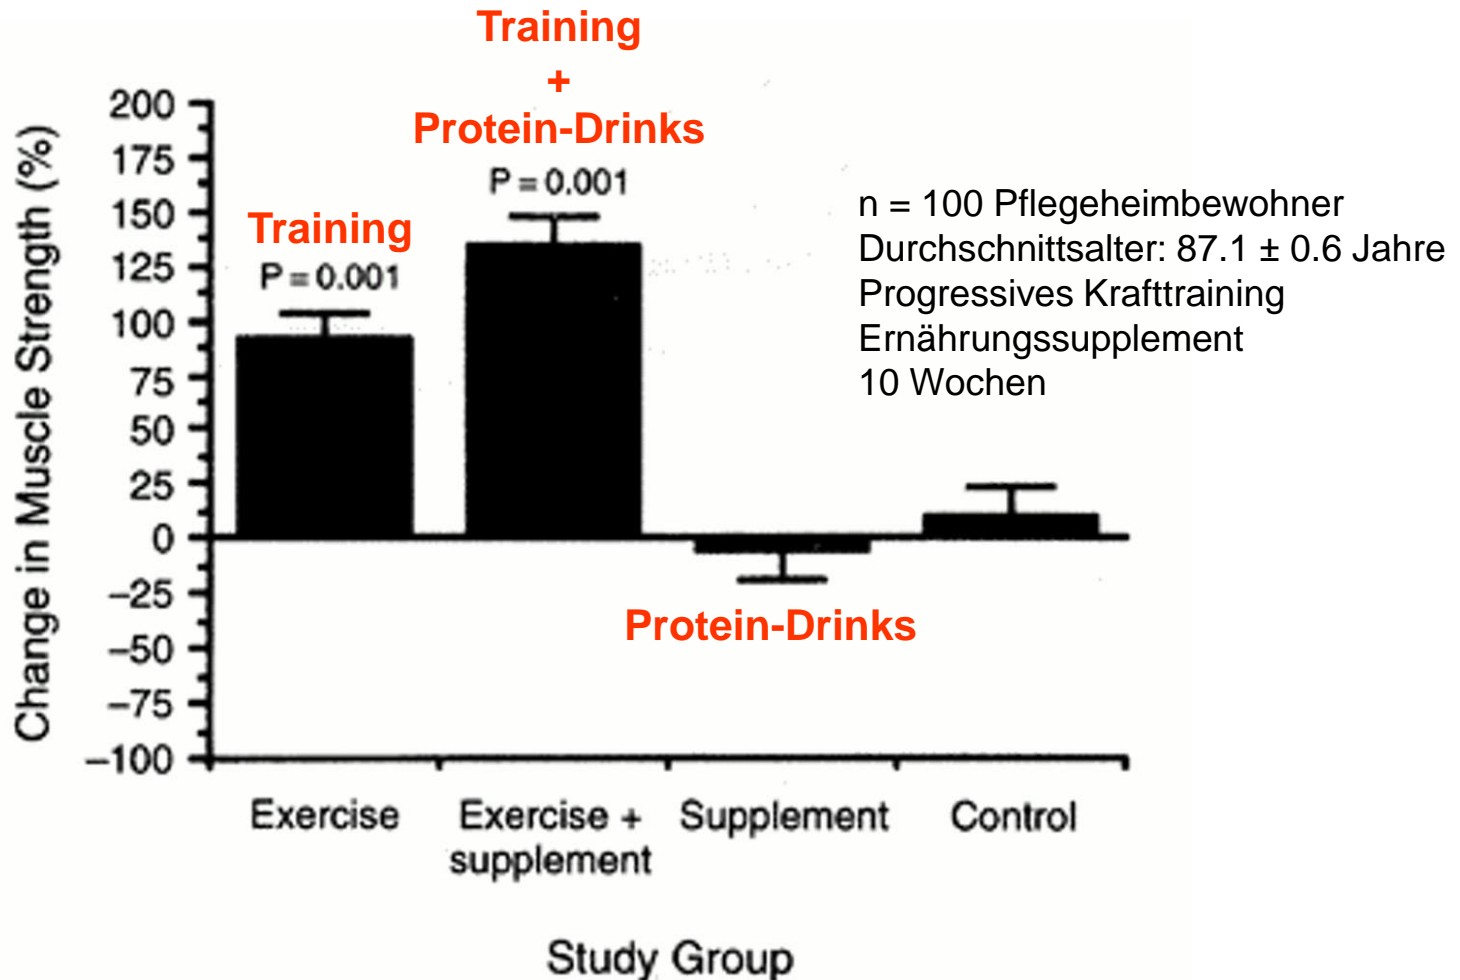 Training
+
Protein-Drinks
P = 0.001
Training
P = 0.001
Change in Muscle Strength (%)
200
175
150
125
100
75
50
25
0
−25
−50
−75
−100
n = 100 Pflegeheimbewohner
Durchschnittsalter: 87.1 ± 0.6 Jahre
Progressives Krafttraining
Ernährungssupplement
10 Wochen
Protein-Drinks
Exercise
Exercise +
supplement
Supplement
Control
Study Group